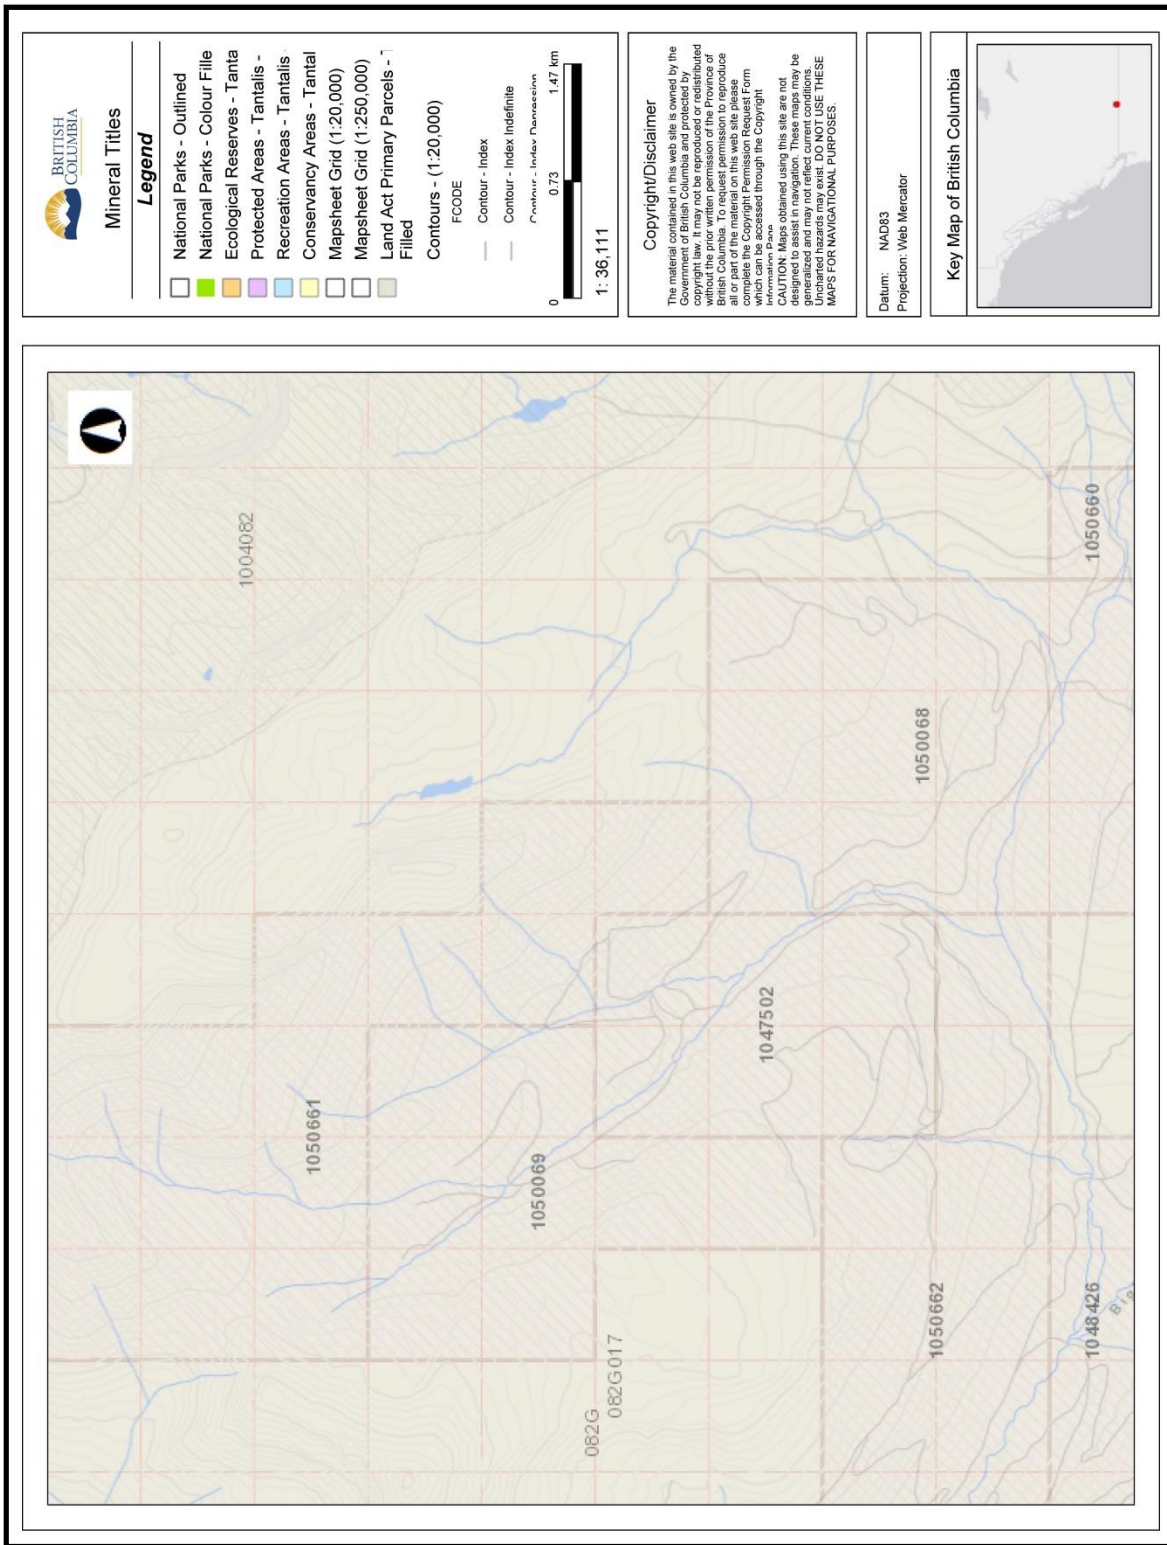 BRITISH
COLUMBIA
Mineral Titles
Legend
National Parks - Outlined
National Parks - Colour Fille
Ecological Reserves - Tanta
Protected Areas - Tantalis -
Recreation Areas - Tantalis
Conservancy Areas - Tantal
Mapsheet Grid (1:20,000)
Mapsheet Grid (1:250,000)
Land Act Primary Parcels - T
Filled
Contours - (1:20,000)
FCODE
Contour - Index
Contour - Index Indefinite
Contour - Index Depression
0 0.73 1.47 km
1: 36,111
Copyright/Disclaimer
The material contained in this web site is owned by the
Government of British Columbia and protected by
copyright law. It may not be reproduced or redistributed
without the prior written permission of the Province of
British Columbia. To request permission to reproduce
all or part of the material on this web site please
complete the Copyright Permission Request Form
which can be accessed through the Copyright
Information Page
CAUTION: Maps obtained using this site are not
designed to assist in navigation. These maps may be
generalized and may not reflect current conditions.
Uncharted hazards may exist. DO NOT USE THESE
MAPS FOR NAVIGATIONAL PURPOSES.
Datum: NAD83
Projection: Web Mercator
Key Map of British Columbia
1004082
1050661
1050069
082G
082G017
1047502
1050068
1050660
1050662
1048426
Big